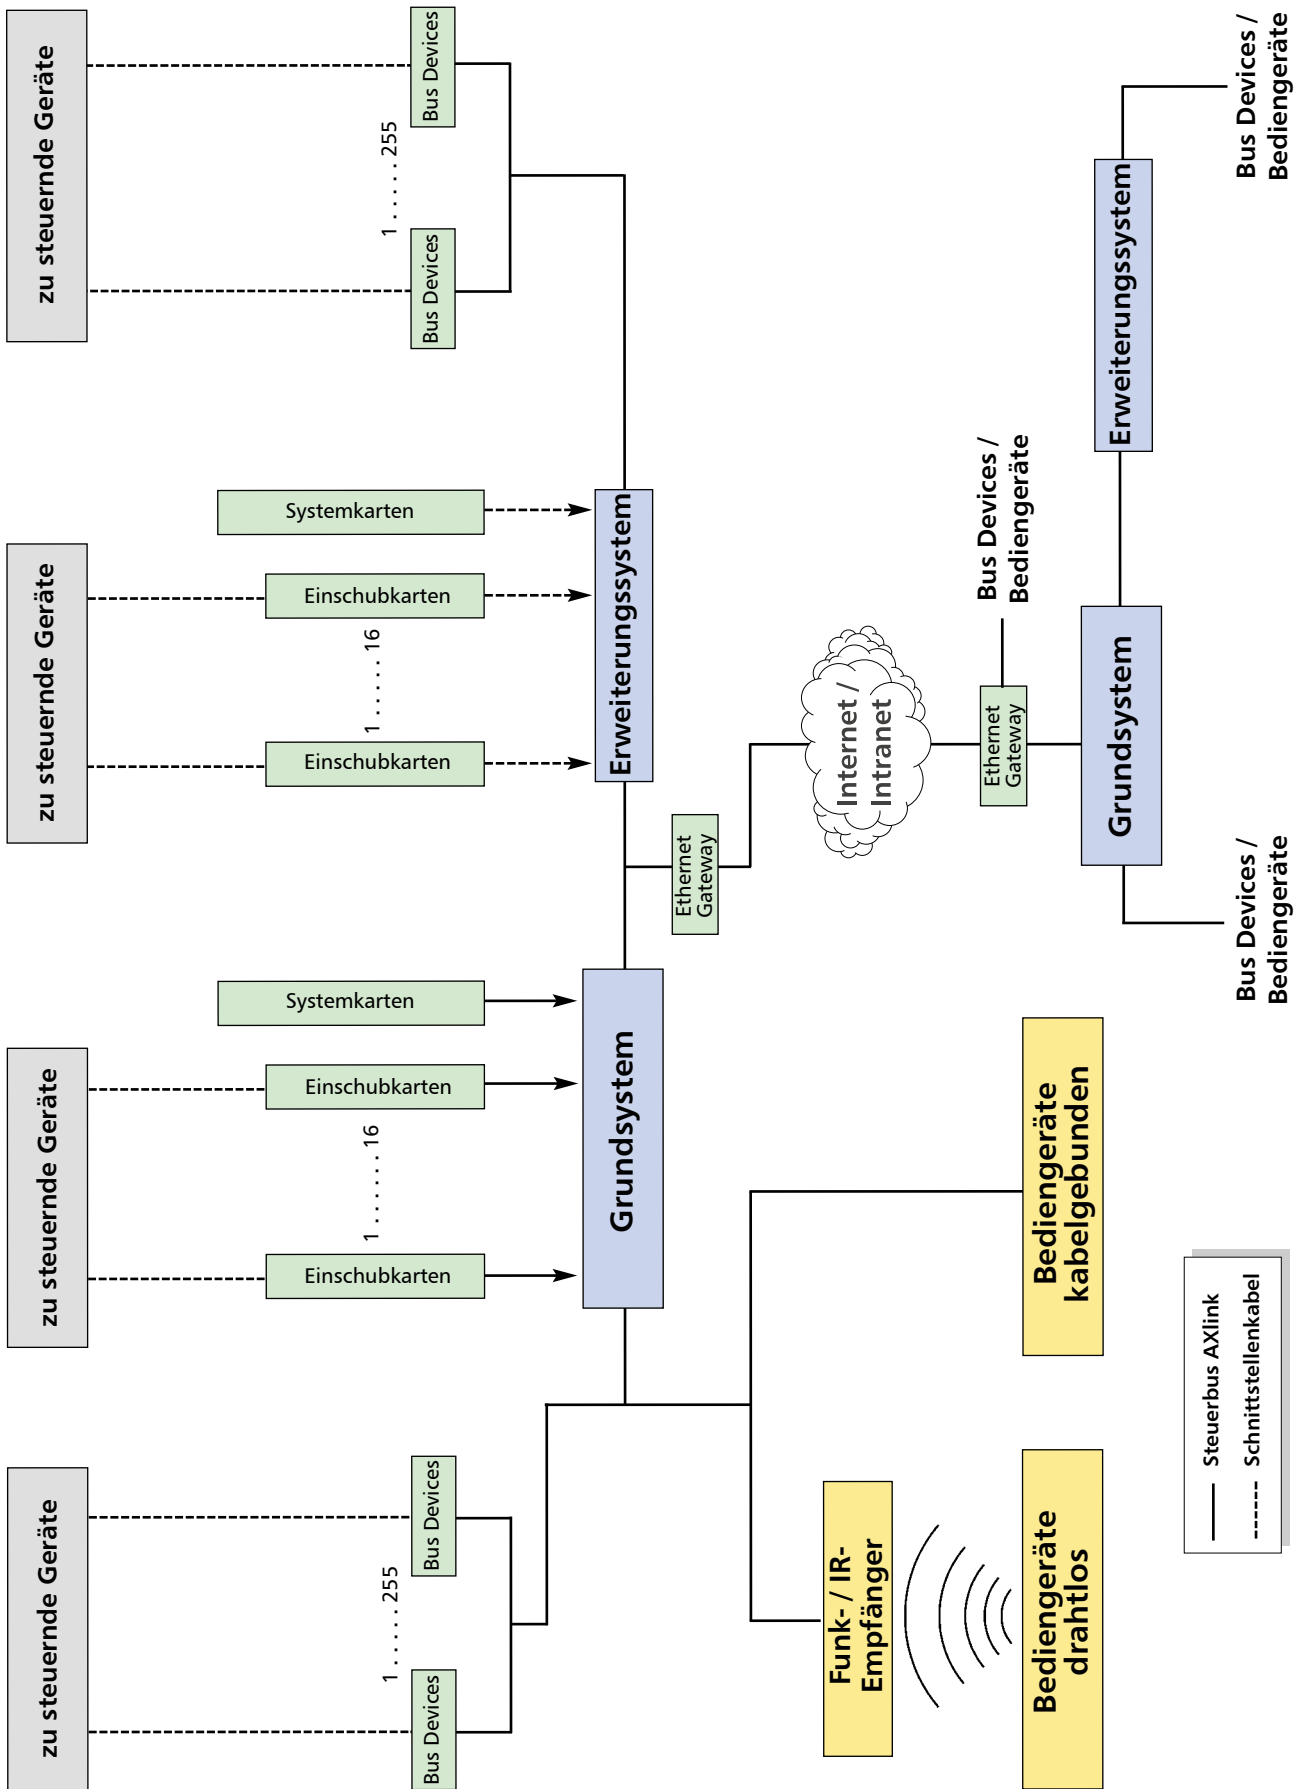 zu steuernde Geräte
zu steuernde Geräte
zu steuernde Geräte
zu steuernde Geräte
Bus Devices
1 . . . . . 255
Bus Devices
Einschubkarten
1 . . . . . . . 16
Einschubkarten
Systemkarten
Einschubkarten
1 . . . . . . 16
Einschubkarten
Systemkarten
Bus Devices
1 . . . . . . 255
Bus Devices
Grundsystem
Erweiterungssystem
Ethernet
Gateway
Internet /
Intranet
Funk- / IR-
Empfänger
Ethernet
Gateway
Bus Devices /
Bediengeräte
Bediengeräte
drahtlos
Bediengeräte
kabelgebunden
Grundsystem
Erweiterungssystem
Steuerbus AXlink
Schnittstellenkabel
Bus Devices /
Bediengeräte
Bus Devices /
Bediengeräte